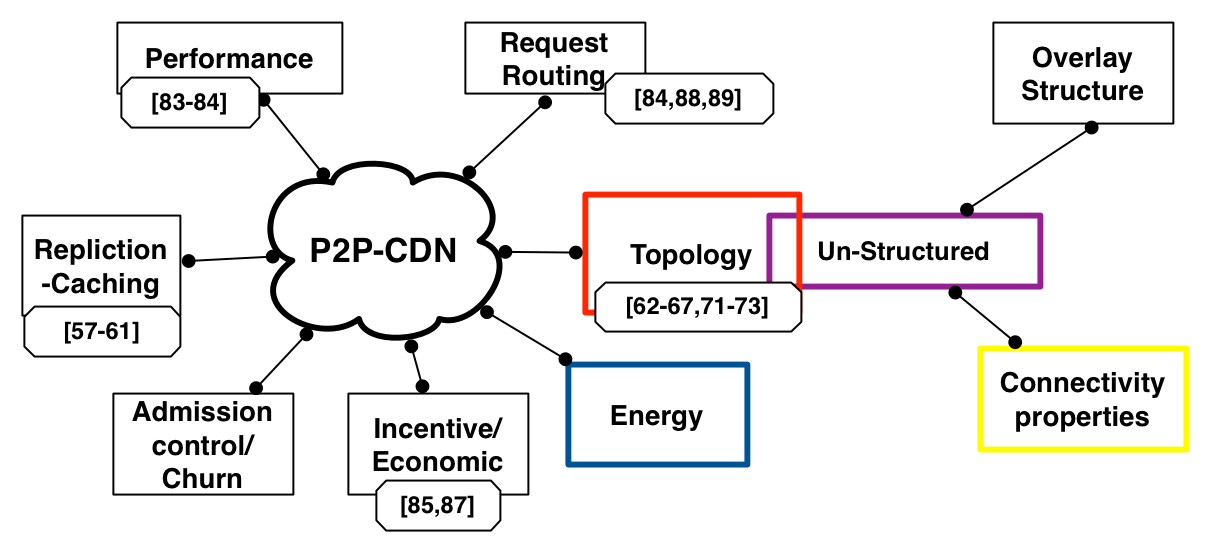 Performance
[83-84]
Request
Routing
[84,88,89]
Overlay
Structure
Repliction
-Caching
[57-61]
P2P-CDN
Topology
[62-67,71-73]
Un-Structured
Admission
control/
Churn
Incentive/
Economic
[85,87]
Energy
Connectivity
properties